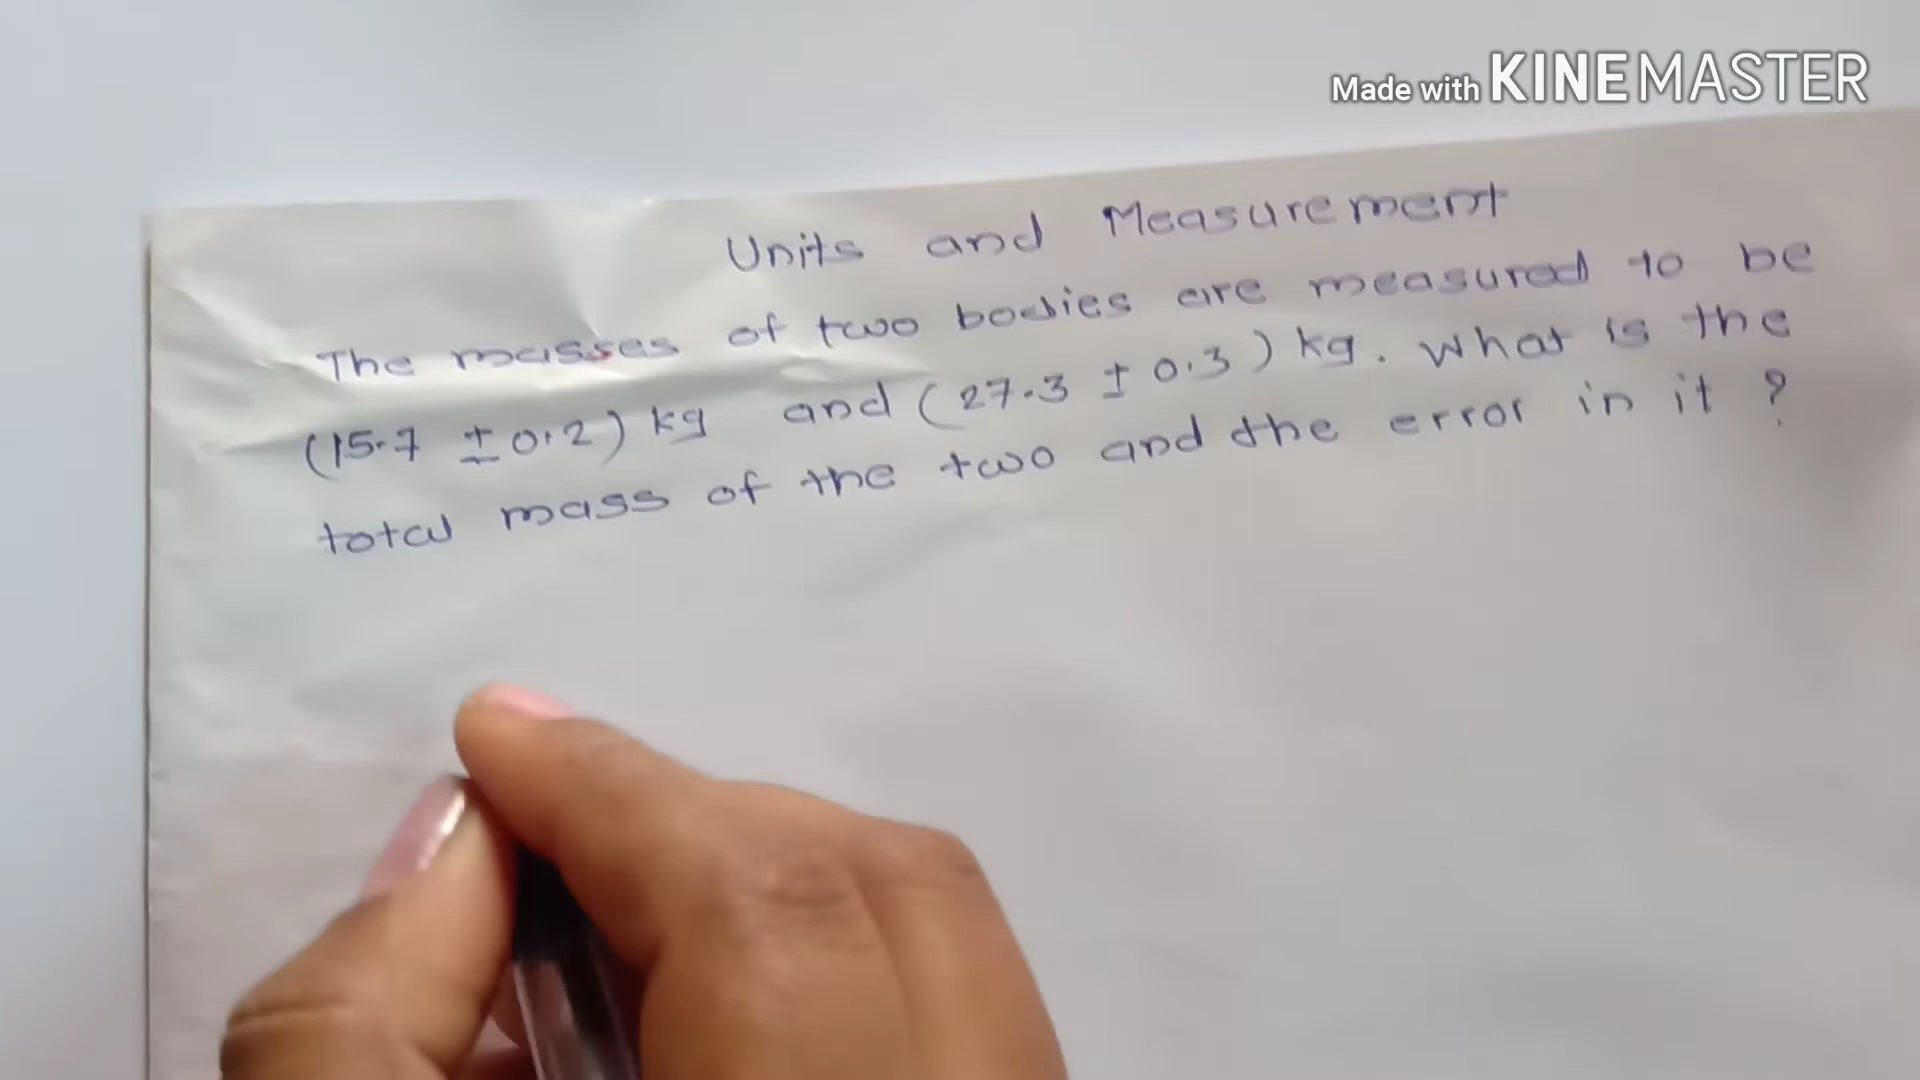 Made with KINEMASTER
Units and Measurement
The masses of two bodies are measured to be
(15.7 ± 0.2) kg and (27.3 ± 0.3) kg. What is the
total mass of the two and the error in it ?